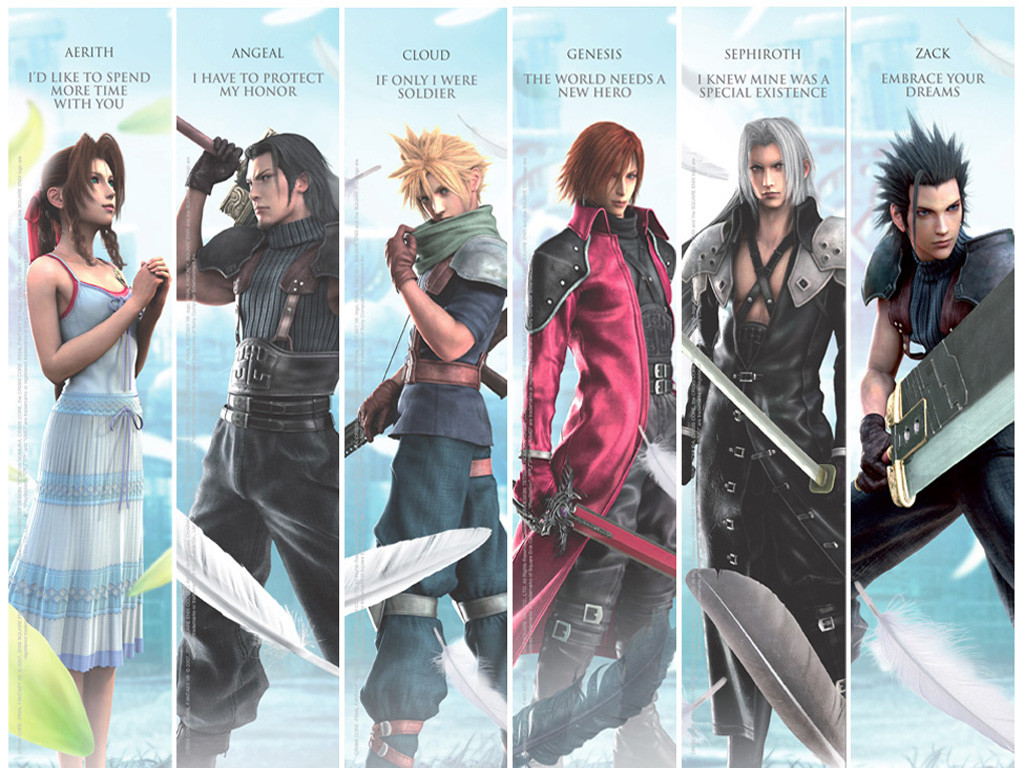 AERITH
I'D LIKE TO SPEND
MORE TIME
WITH YOU
ANGEAL
I HAVE TO PROTECT
MY HONOR
CLOUD
IF ONLY I WERE
SOLDIER
GENESIS
THE WORLD NEEDS A
NEW HERO
SEPHIROTH
I KNEW MINE WAS A
SPECIAL EXISTENCE
ZACK
EMBRACE YOUR
DREAMS